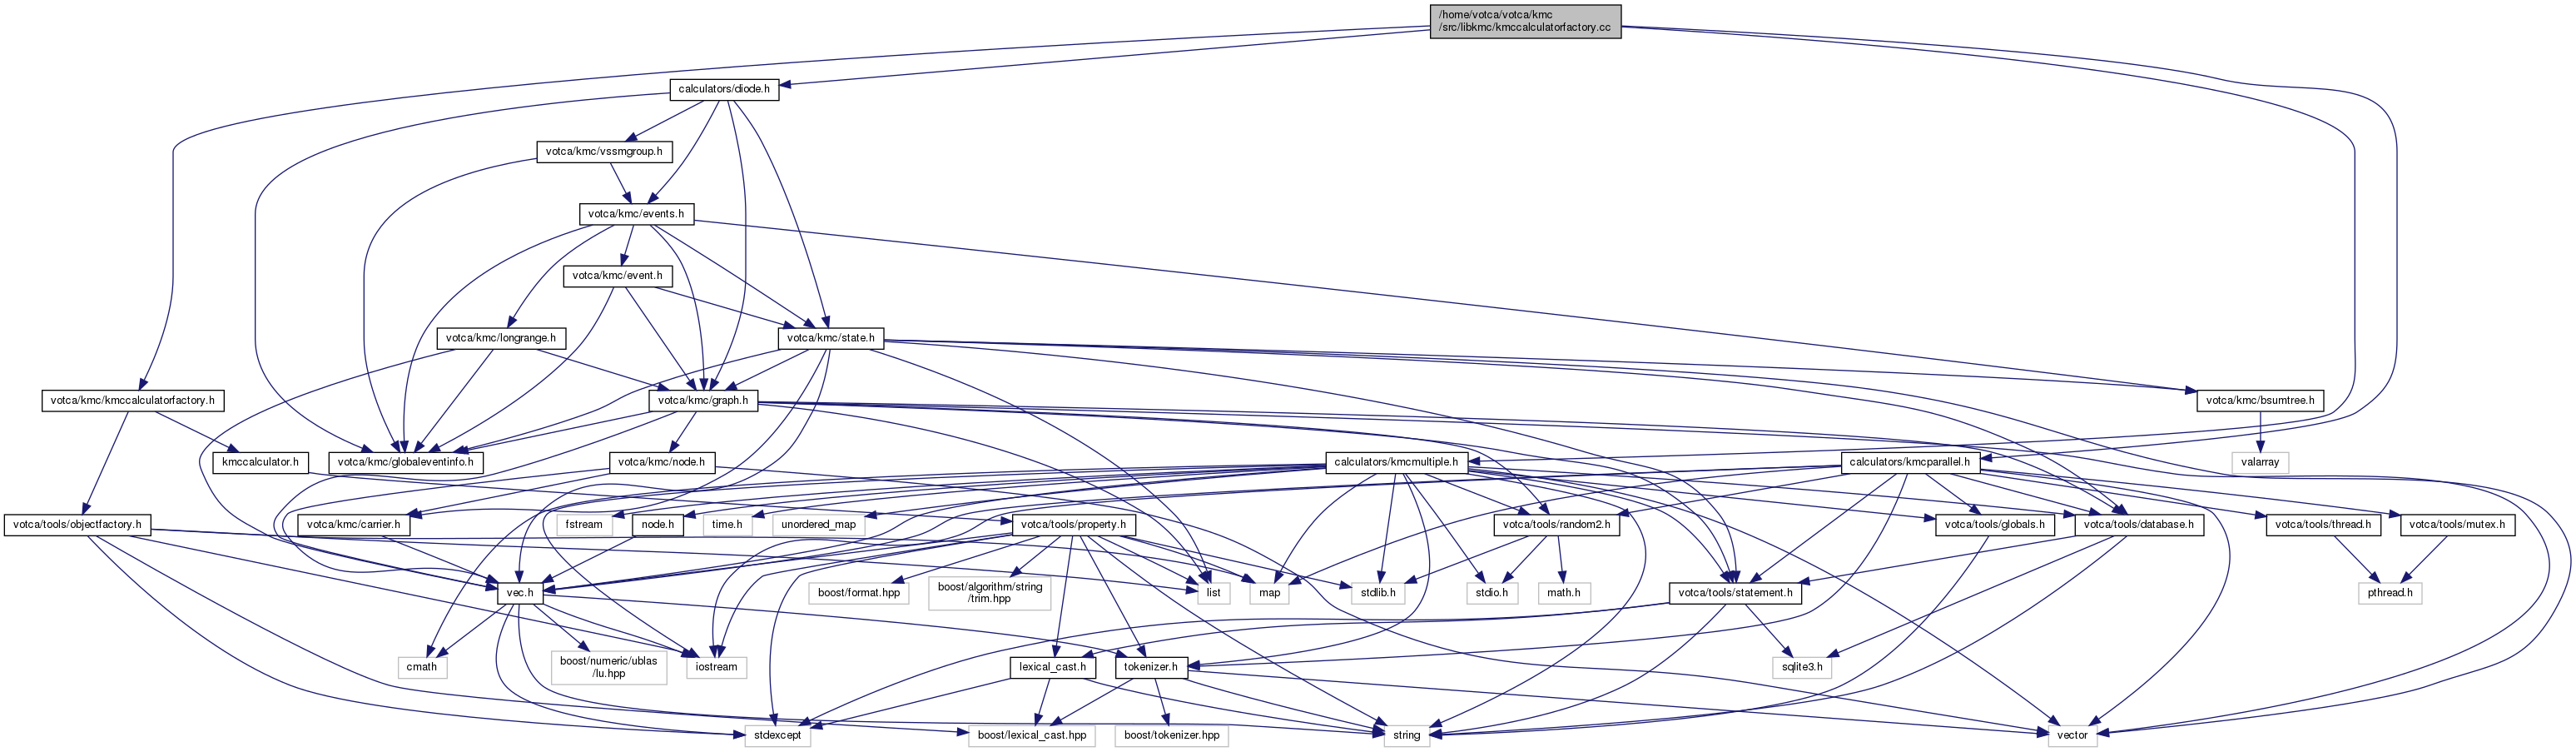 /home/votca/votca/kmc
/src/libkmc/kmccalculatorfactory.cc
calculators/diode.h
votca/kmc/vssmgroup.h
votca/kmc/events.h
votca/kmc/event.h
votca/kmc/longrange.h
votca/kmc/state.h
votca/kmc/kmccalculatorfactory.h
votca/kmc/graph.h
votca/kmc/bsumtree.h
kmccalculator.h
votca/kmc/globaleventinfo.h
votca/kmc/node.h
calculators/kmcmultiple.h
calculators/kmcparallel.h
valarray
votca/tools/objectfactory.h
votca/kmc/carrier.h
fstream
node.h
time.h
unordered_map
votca/tools/property.h
votca/tools/random2.h
votca/tools/globals.h
votca/tools/database.h
votca/tools/thread.h
votca/tools/mutex.h
vec.h
boost/format.hpp
boost/algorithm/string
/trim.hpp
list
map
stdlib.h
stdio.h
math.h
votca/tools/statement.h
pthread.h
cmath
boost/numeric/ublas
/lu.hpp
iostream
lexical_cast.h
tokenizer.h
sqlite3.h
stdexcept
boost/lexical_cast.hpp
boost/tokenizer.hpp
string
vector